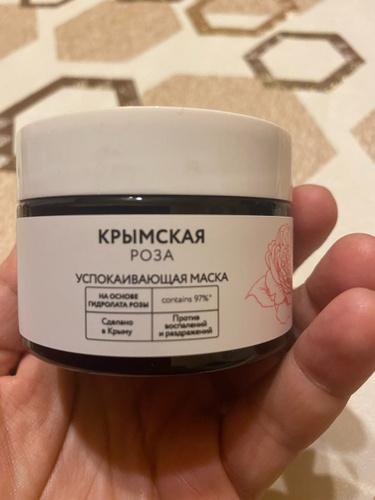 КРЫМСКАЯ
РОЗА
УСПОКАИВАЮЩАЯ МАСКА
НА ОСНОВЕ
ГИДРОЛАТА РОЗЫ
contains 97%*
Сделано
в Крыму
Против
воспалений
и раздражений